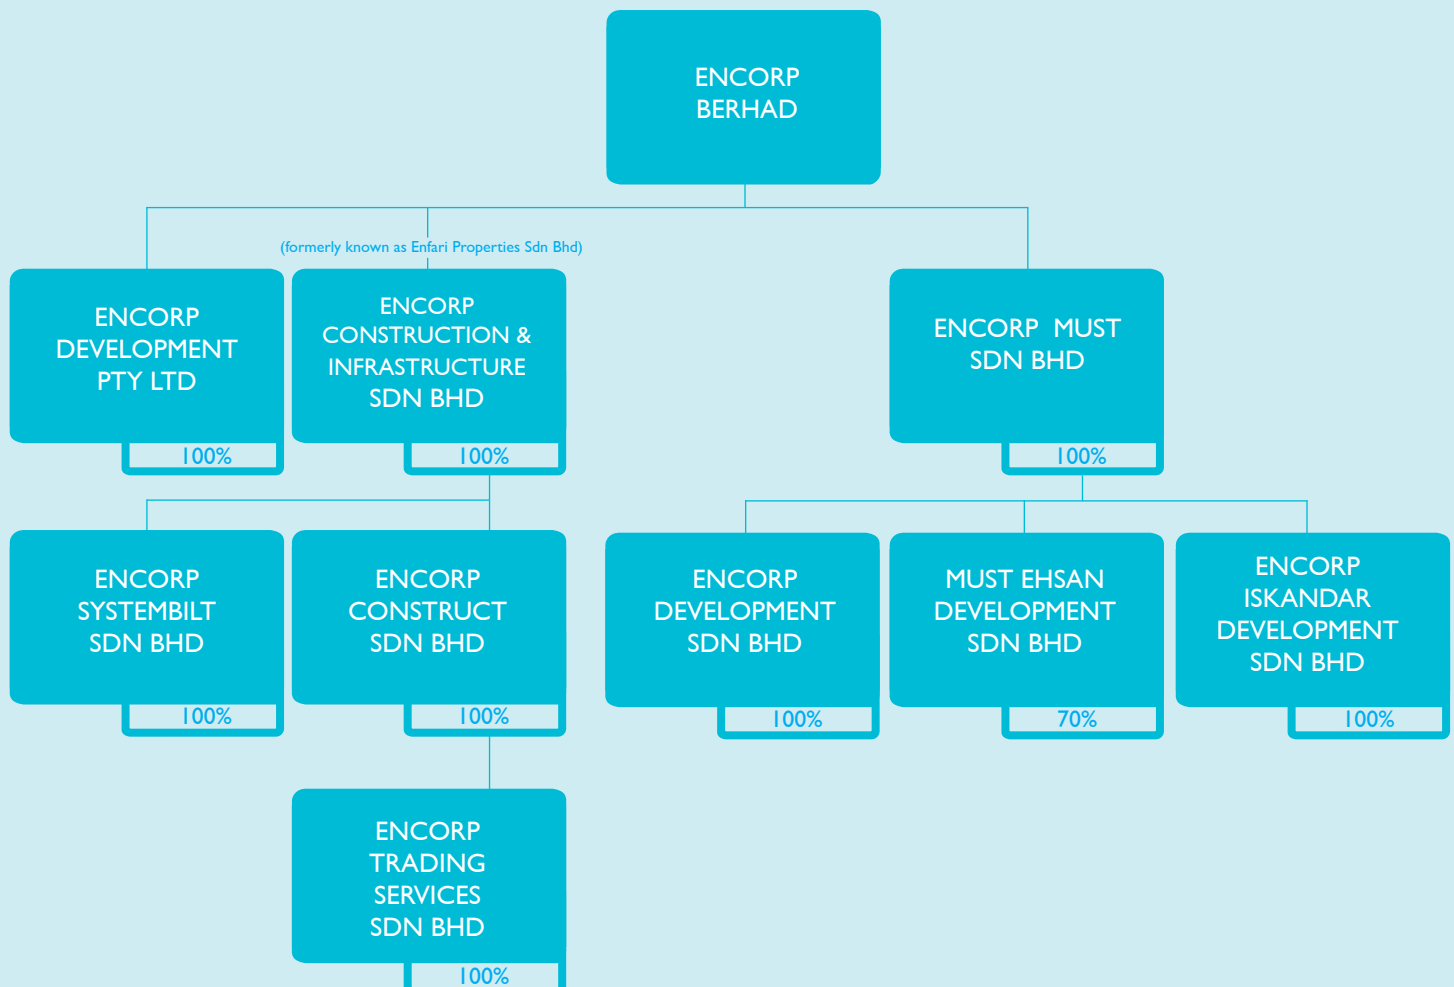 ENCORP
BERHAD
(formerly known as Enfari Properties Sdn Bhd)
ENCORP
DEVELOPMENT
PTY LTD
100%
ENCORP
CONSTRUCTION &
INFRASTRUCTURE
SDN BHD
100%
ENCORP MUST
SDN BHD
100%
ENCORP
SYSTEMBILT
SDN BHD
100%
ENCORP
CONSTRUCT
SDN BHD
100%
ENCORP
DEVELOPMENT
SDN BHD
100%
MUST EHSAN
DEVELOPMENT
SDN BHD
70%
ENCORP
ISKANDAR
DEVELOPMENT
SDN BHD
100%
ENCORP
TRADING
SERVICES
SDN BHD
100%